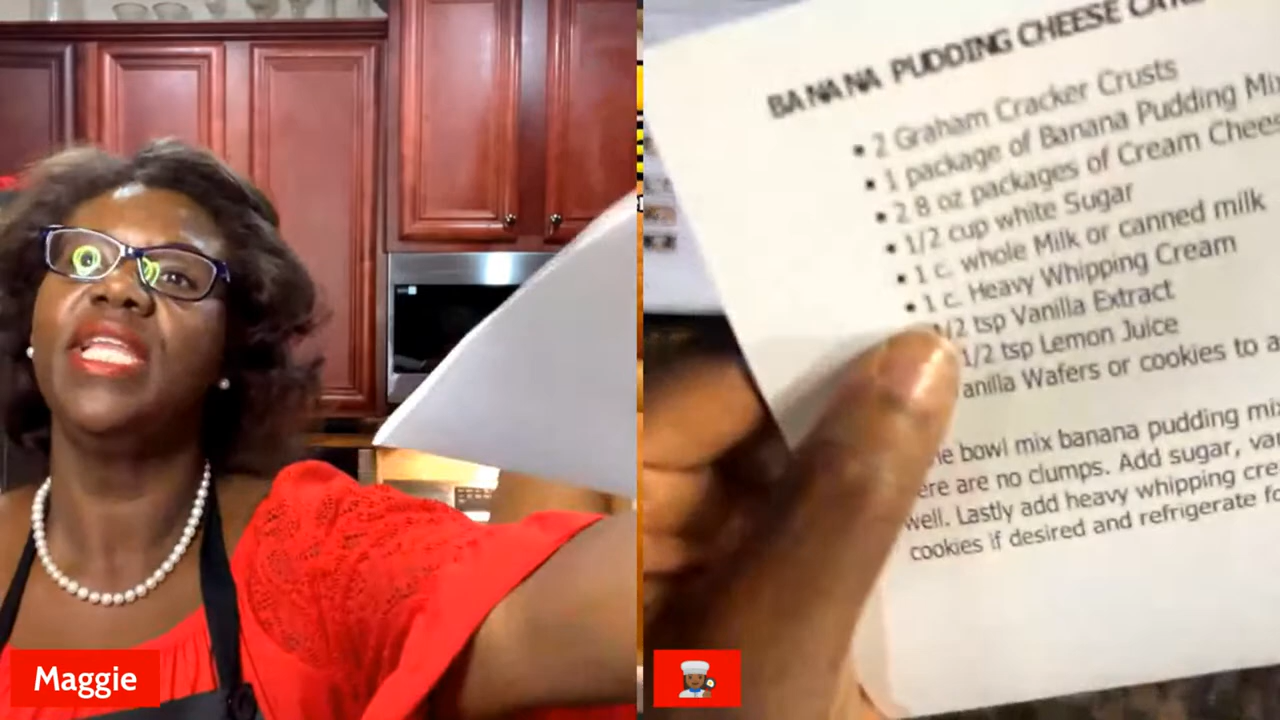 Maggie
BANANA PUDDING CHEESE
• 2 Graham Cracker Crusts
• 1 package of Banana Pudding Mix
• 2 8 oz packages of Cream Chees
• 1/2 cup white Sugar
• 1 c. whole Milk or canned milk
• 1 c. Heavy Whipping Cream
1/2 tsp Vanilla Extract
1/2 tsp Lemon Juice
anilla Wafers or cookies to
bowl mix banana pudding mix
ere are no clumps. Add sugar, van
well. Lastly add heavy whipping cre
cookies if desired and refrigerate fo